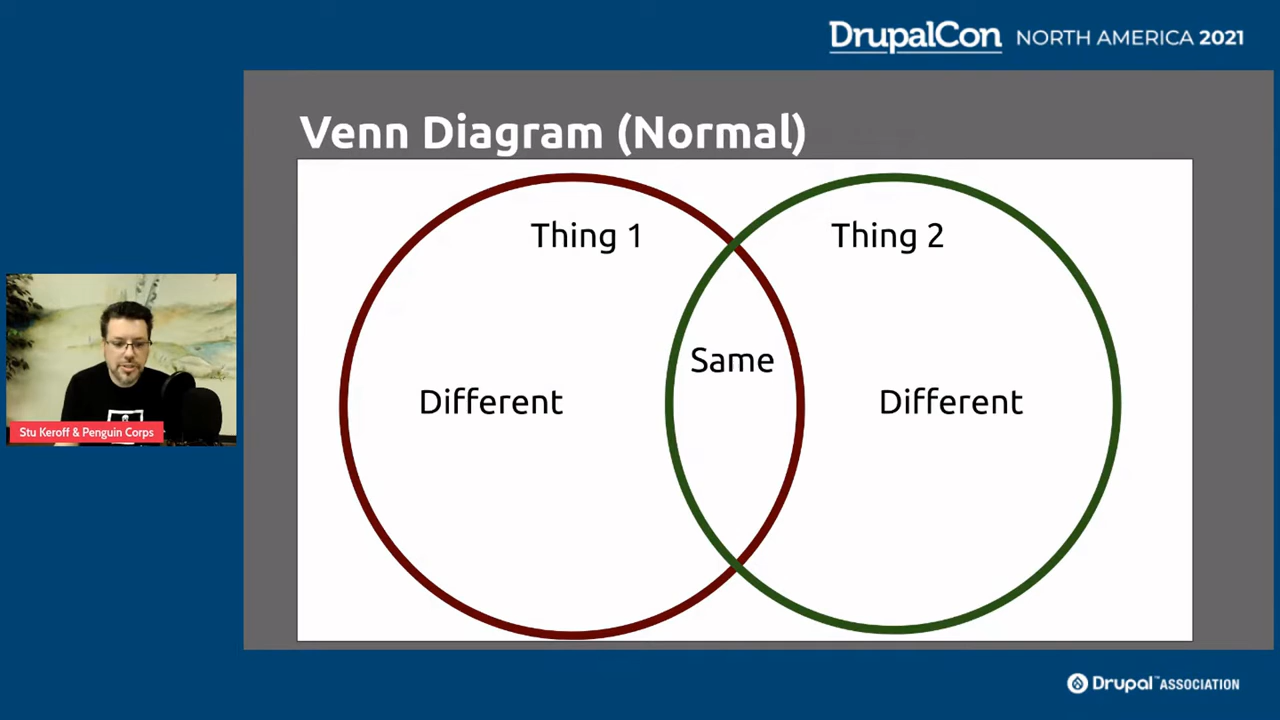 DrupalCon NORTH AMERICA 2021
Venn Diagram (Normal)
Thing 1
Thing 2
Same
Different
Different
Stu Keroff & Penguin Corps
Drupal™ ASSOCIATION